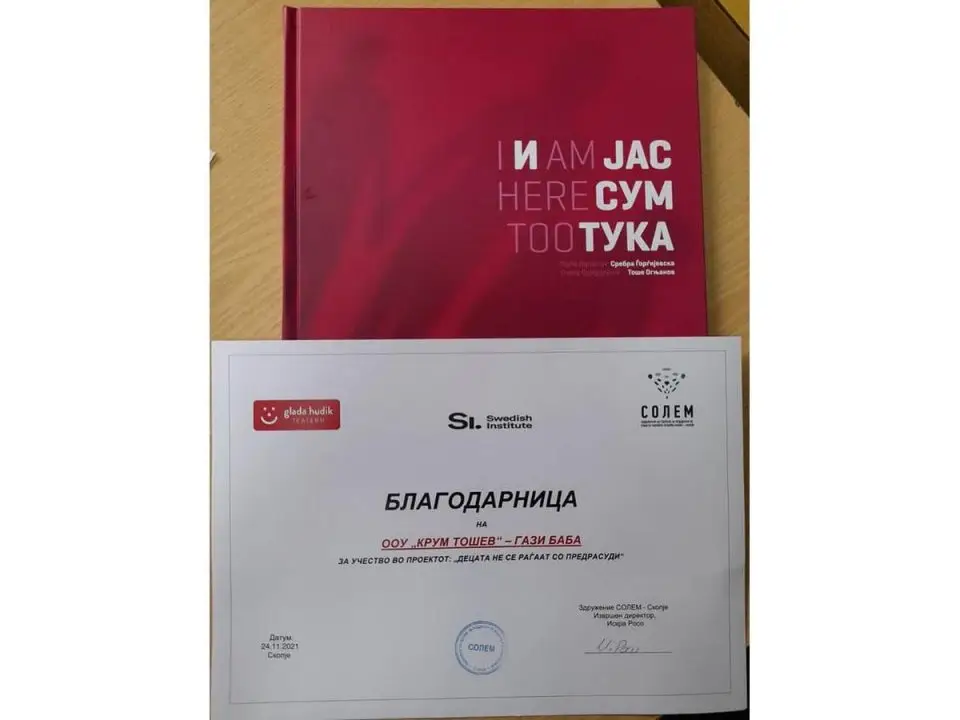 I И AM ЈАС
HERE СУМ
TOO ТУКА
Сребра Ѓорѓијевска
Тоше Огњанов
glada hudik
TEATERN
SI. Swedish Institute
СОЛЕМ
БЛАГОДАРНИЦА
НА
ООУ „КРУМ ТОШЕВ“ – ГАЗИ БАБА
ЗА УЧЕСТВО ВО ПРОЕКТОТ: „ДЕЦАТА НЕ СЕ РАЃААТ СО ПРЕДРАСУДИ“
Здружение СОЛЕМ - Скопје
Извршен директор,
Искра Росо
Датум
24.11.2021
Скопје
СОЛЕМ